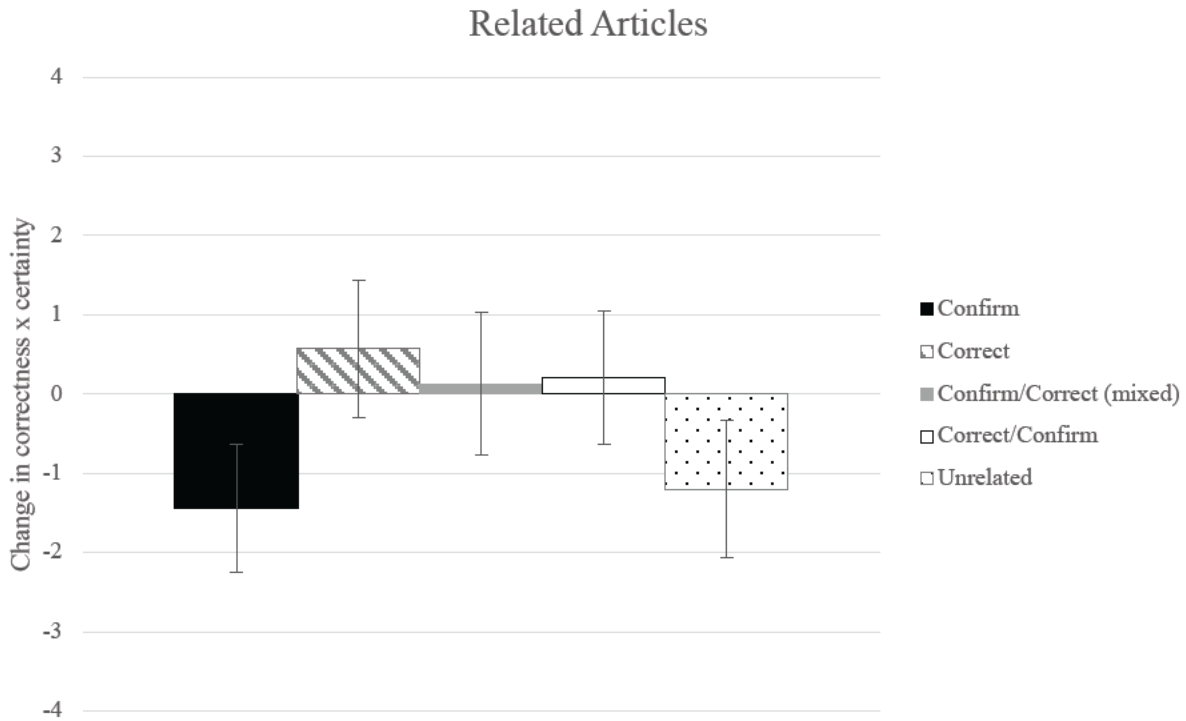 Related Articles
Change in correctness x certainty
4
3
2
1
0
-1
-2
-3
-4
Confirm
Correct
Confirm/Correct (mixed)
Correct/Confirm
Unrelated